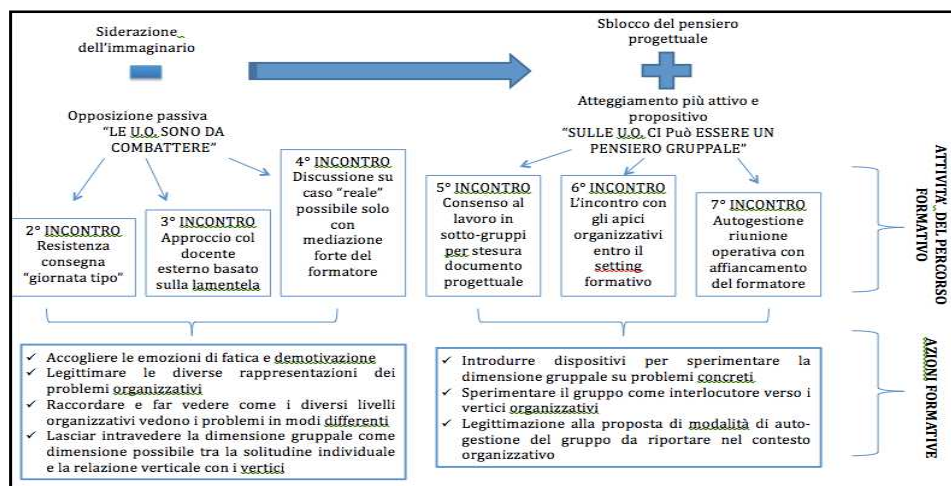 Siderazione
dell'immaginario
Sblocco del pensiero
progettuale
Opposizione passiva
"LE U.O. SONO DA
COMBATTERE"
Atteggiamento più attivo e
propositivo
"SULLE U.O. CI Può ESSERE UN
PENSIERO GRUPPALE"
2° INCONTRO
Resistenza
consegna
"giornata tipo"
3° INCONTRO
Approccio col
docente
esterno basato
sulla lamentela
4° INCONTRO
Discussione su
caso "reale"
possibile solo
con
mediazione
forte del
formatore
5° INCONTRO
Consenso al
lavoro in
sotto-gruppi
per stesura
documento
progettuale
6° INCONTRO
L'incontro con
gli apici
organizzativi
entro il
setting
formativo
7° INCONTRO
Autogestione
riunione
operativa con
affiancamento
del formatore
ATTIVITÀ DEL PERCORSO
FORMATIVO
✓ Accogliere le emozioni di fatica e demotivazione
✓ Legittimare le diverse rappresentazioni dei
problemi organizzativi
✓ Raccordare e far vedere come i diversi livelli
organizzativi vedono i problemi in modi differenti
✓ Lasciar intravedere la dimensione gruppale come
dimensione possibile tra la solitudine individuale
e la relazione verticale con i vertici
✓ Introdurre dispositivi per sperimentare la
dimensione gruppale su problemi concreti
✓ Sperimentare il gruppo come interlocutore verso i
vertici organizzativi
✓ Legittimazione alla proposta di modalità di auto-
gestione del gruppo da riportare nel contesto
organizzativo
AZIONI FORMATIVE